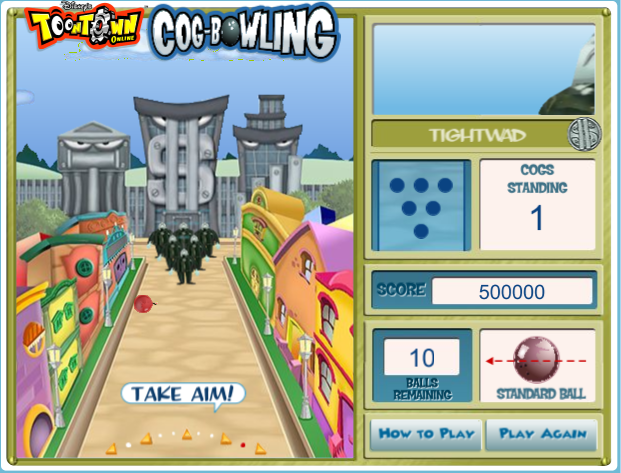 Disney's
TOONTOWN
ONLINE
COG-BOWLING
TIGHTWAD
COGS
STANDING
1
SCORE 500000
10
BALLS
REMAINING
STANDARD BALL
TAKE AIM!
HOW TO PLAY
PLAY AGAIN